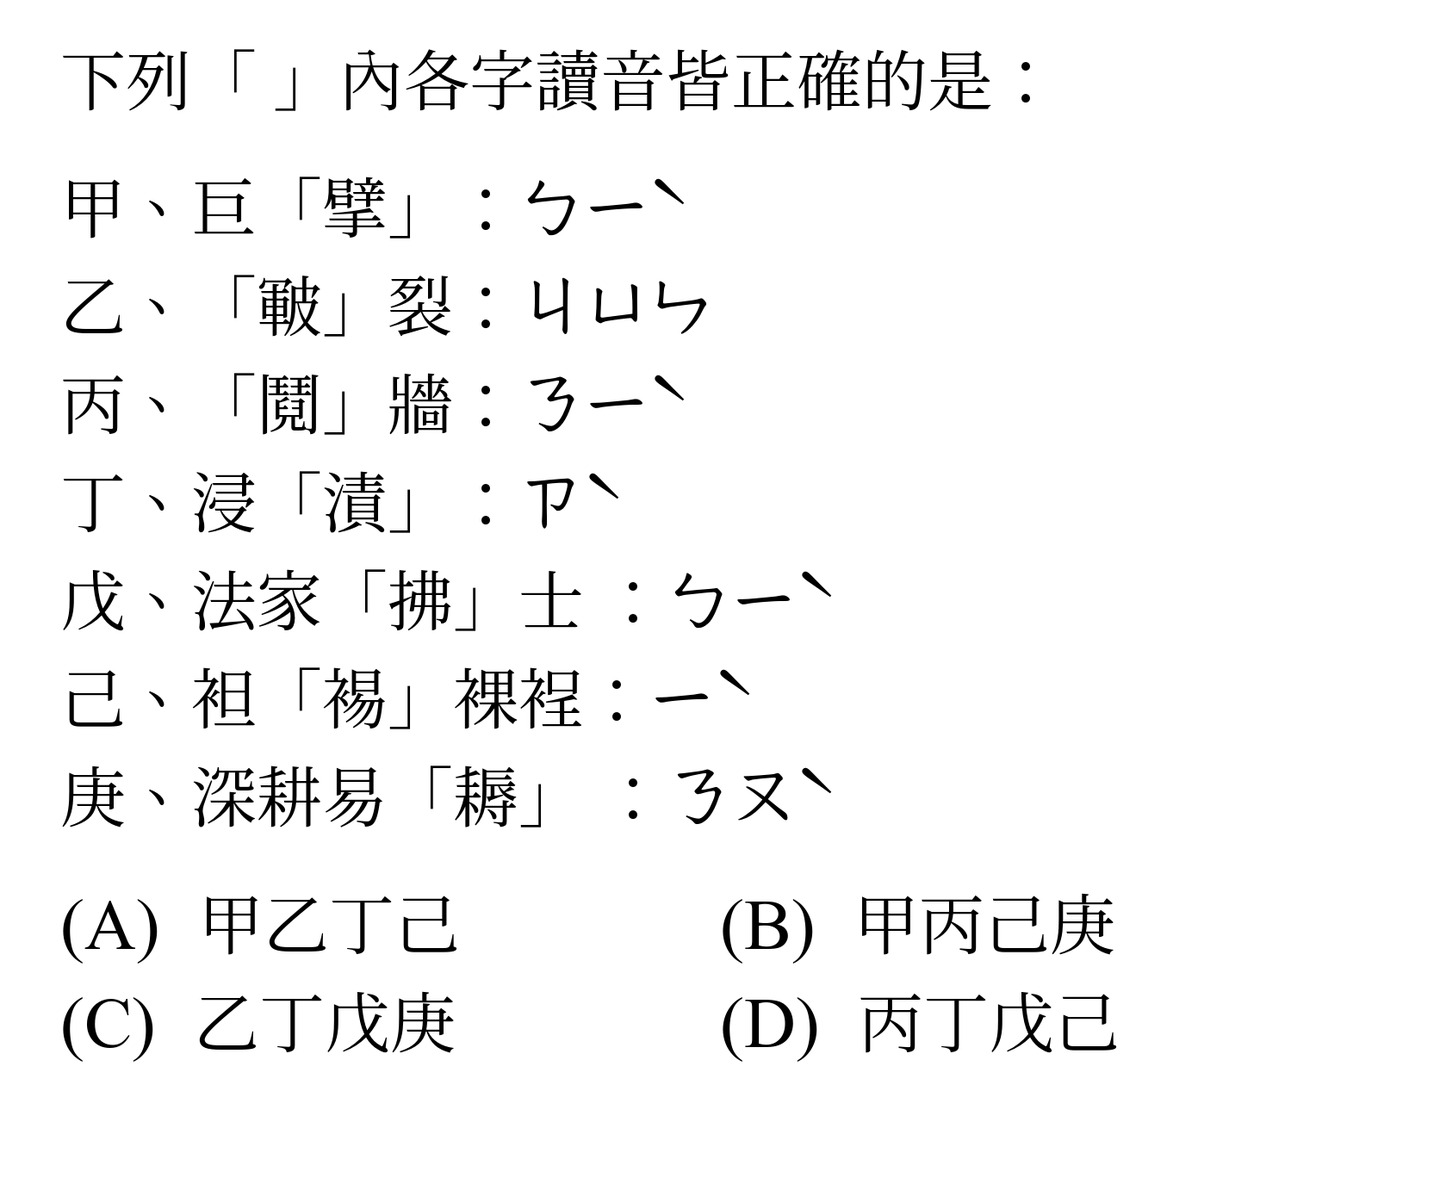 下列「 」內各字讀音皆正確的是：
甲、巨「擘」：ㄅㄧˋ
乙、「皸」裂：ㄐㄩㄣ
丙、「鬩」牆：ㄋㄧˋ
丁、浸「漬」：ㄗˋ
戊、法家「拂」士 ：ㄅㄧˋ
己、袒「裼」裸裎：ㄧˋ
庚、深耕易「耨」 ：ㄋㄡˋ
(A) 甲乙丁己 (B) 甲丙己庚
(C) 乙丁戊庚 (D) 丙丁戊己